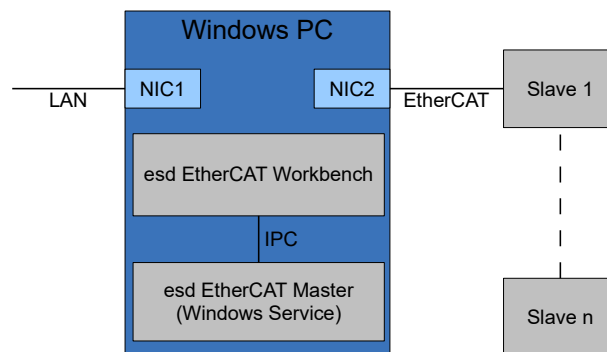 Windows PC
LAN
NIC1
NIC2
EtherCAT
Slave 1
esd EtherCAT Workbench
IPC
esd EtherCAT Master
(Windows Service)
Slave n